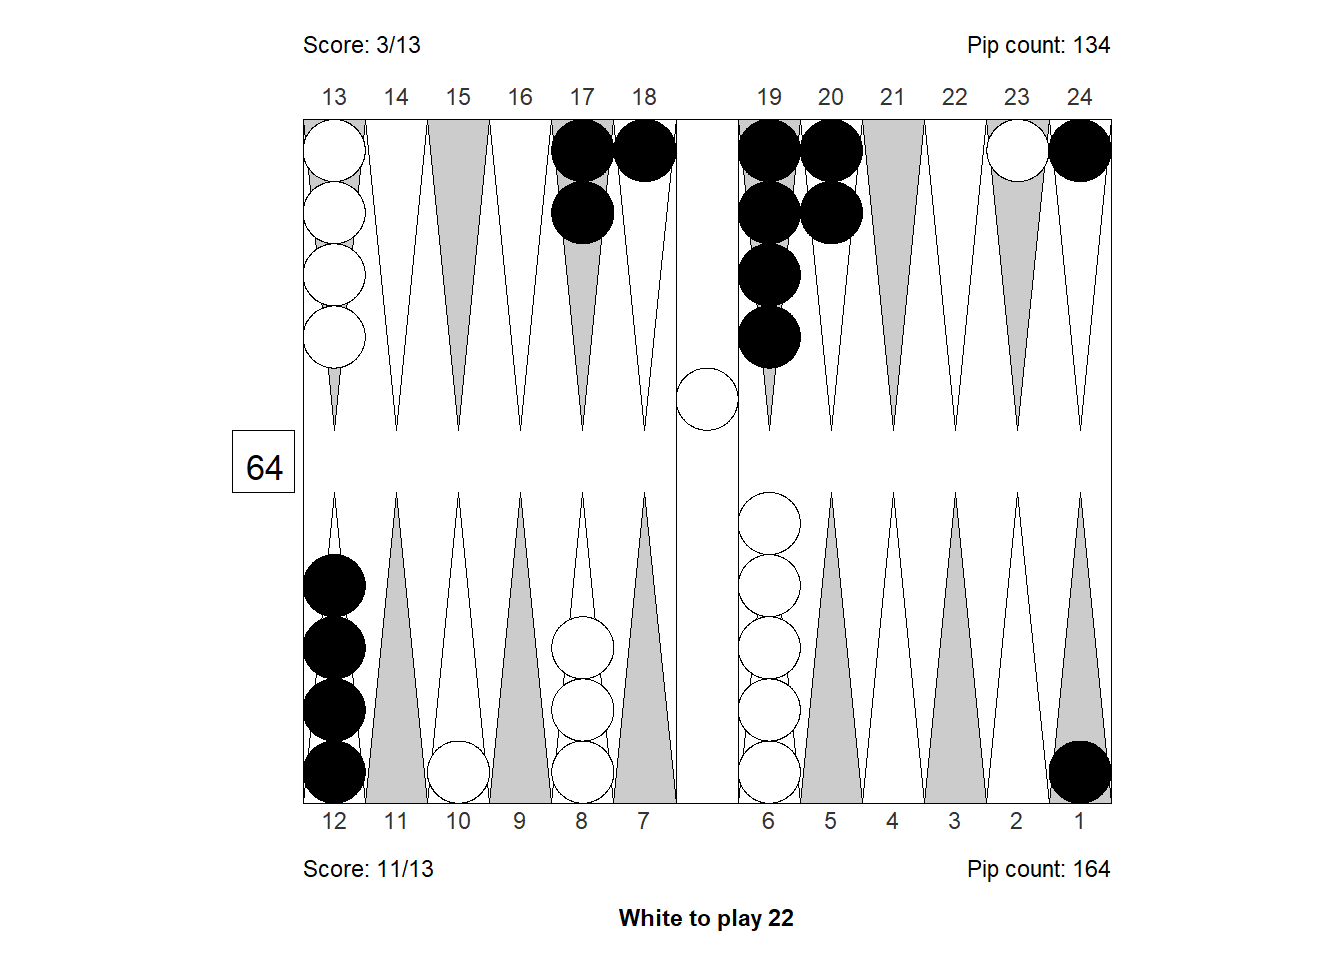 Score: 3/13 Pip count: 134
13 14 15 16 17 18 19 20 21 22 23 24
64
12 11 10 9 8 7 6 5 4 3 2 1
Score: 11/13 Pip count: 164
White to play 22